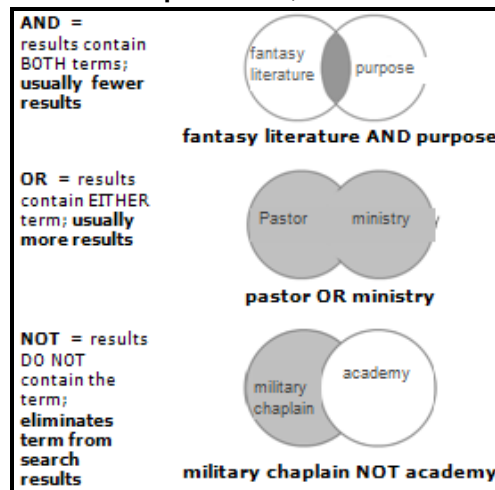 AND =
results contain
BOTH terms;
usually fewer
results
fantasy
literature
purpose
fantasy literature AND purpose
OR = results
contain EITHER
term; usually
more results
Pastor
ministry
pastor OR ministry
NOT = results
DO NOT
contain the
term;
eliminates
term from
search
results
military
chaplain
academy
military chaplain NOT academy